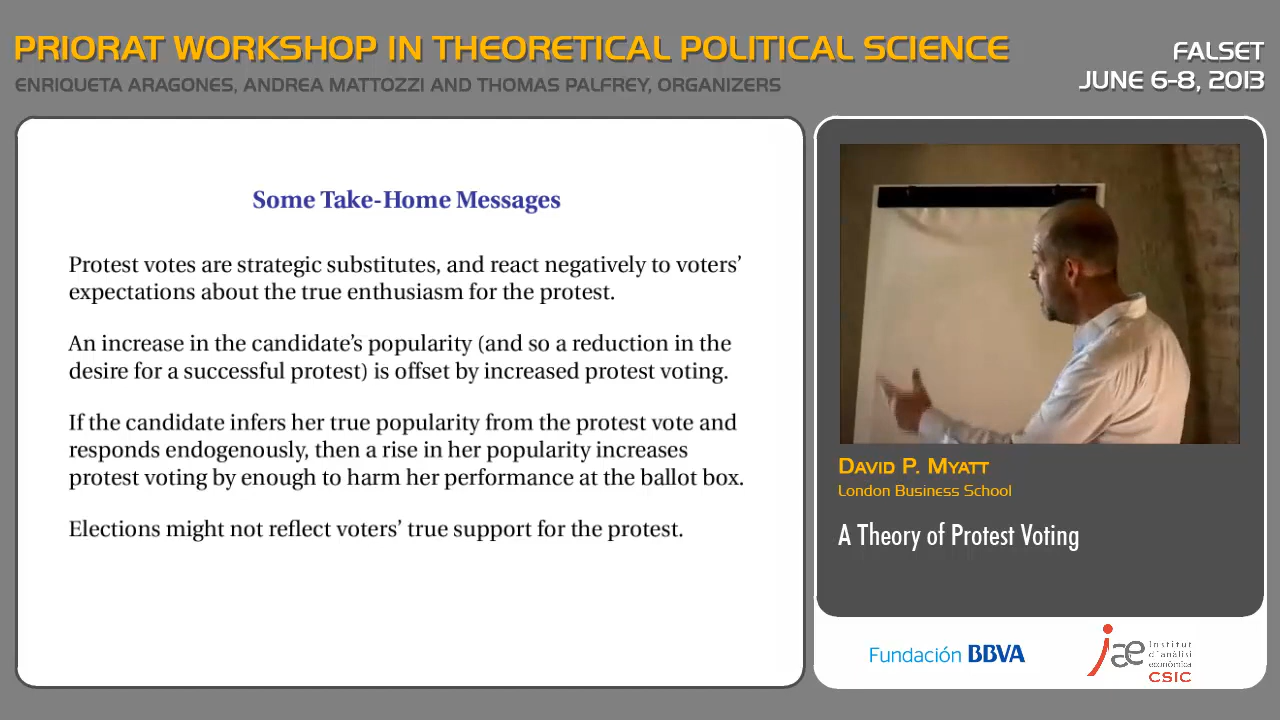 PRIORAT WORKSHOP IN THEORETICAL POLITICAL SCIENCE
ENRIQUETA ARAGONES, ANDREA MATTOZZI AND THOMAS PALFREY, ORGANIZERS
FALSET
JUNE 6-8, 2013
Some Take-Home Messages
Protest votes are strategic substitutes, and react negatively to voters’
expectations about the true enthusiasm for the protest.
An increase in the candidate’s popularity (and so a reduction in the
desire for a successful protest) is offset by increased protest voting.
If the candidate infers her true popularity from the protest vote and
responds endogenously, then a rise in her popularity increases
protest voting by enough to harm her performance at the ballot box.
Elections might not reflect voters’ true support for the protest.
DAVID P. MYATT
London Business School
A Theory of Protest Voting
Fundación BBVA
iae
Institut
d'anàlisi
econòmica
CSIC